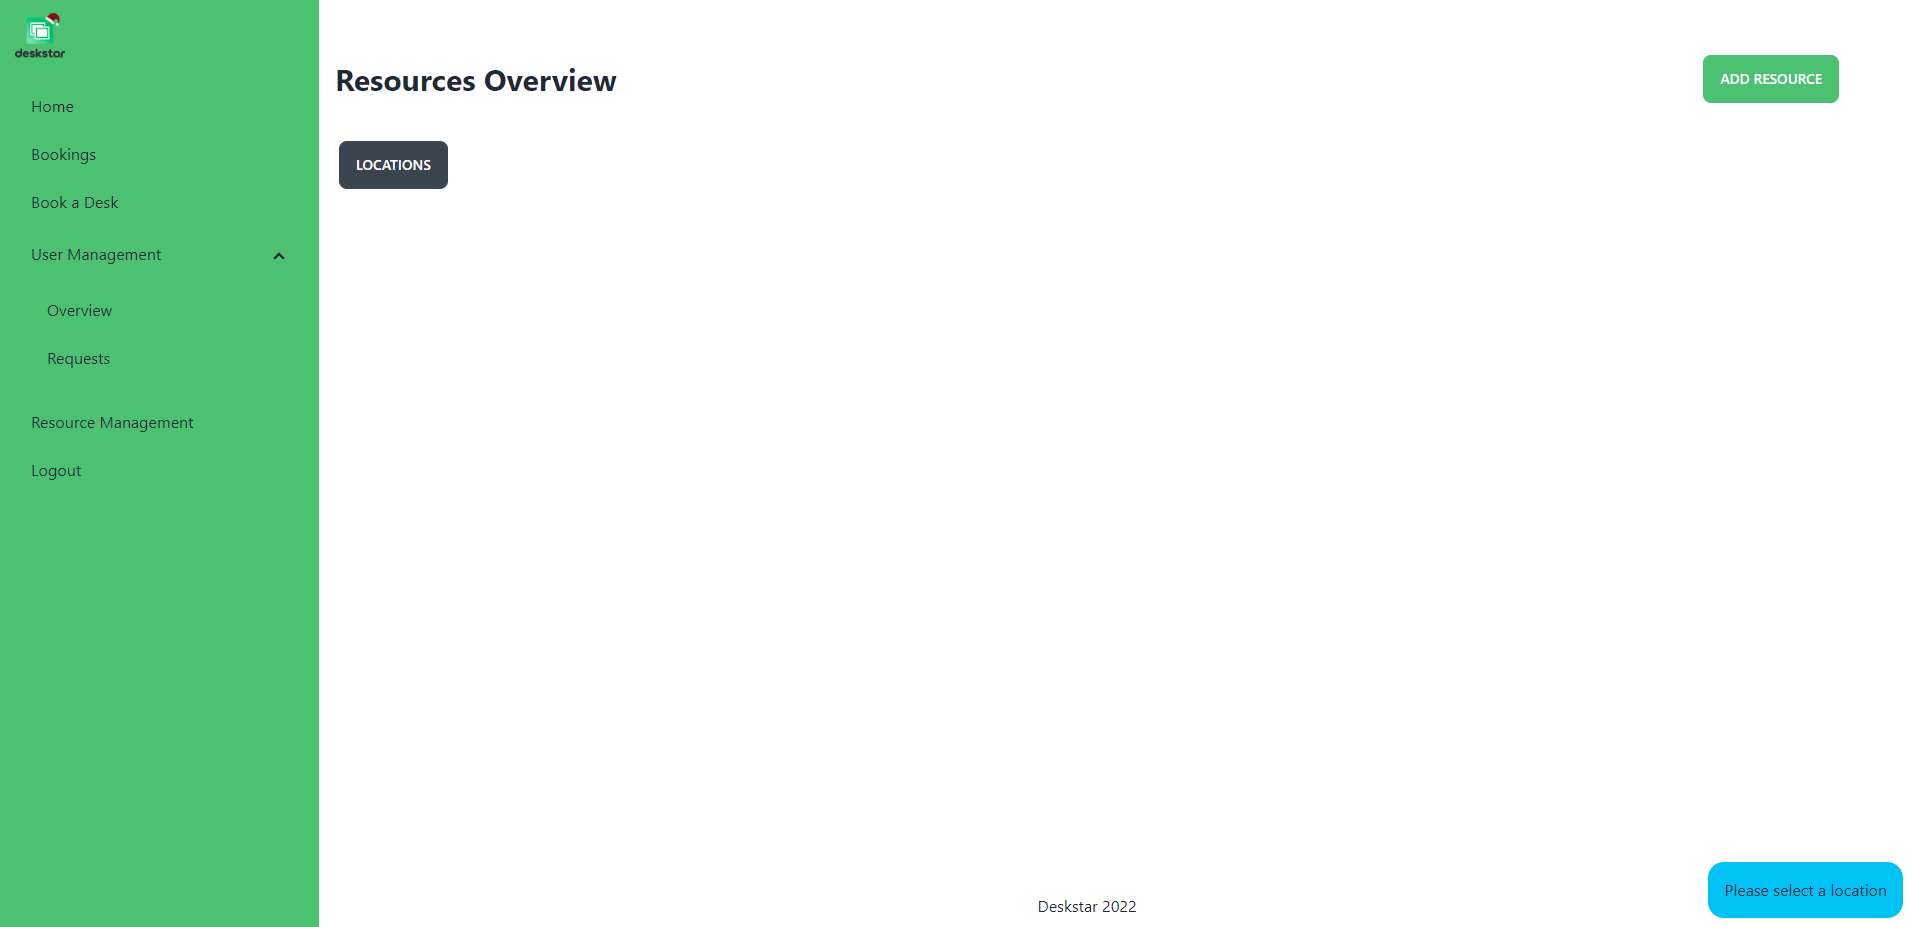 deskstar
Home
Bookings
Book a Desk
User Management
Overview
Requests
Resource Management
Logout
Resources Overview
ADD RESOURCE
LOCATIONS
Please select a location
Deskstar 2022